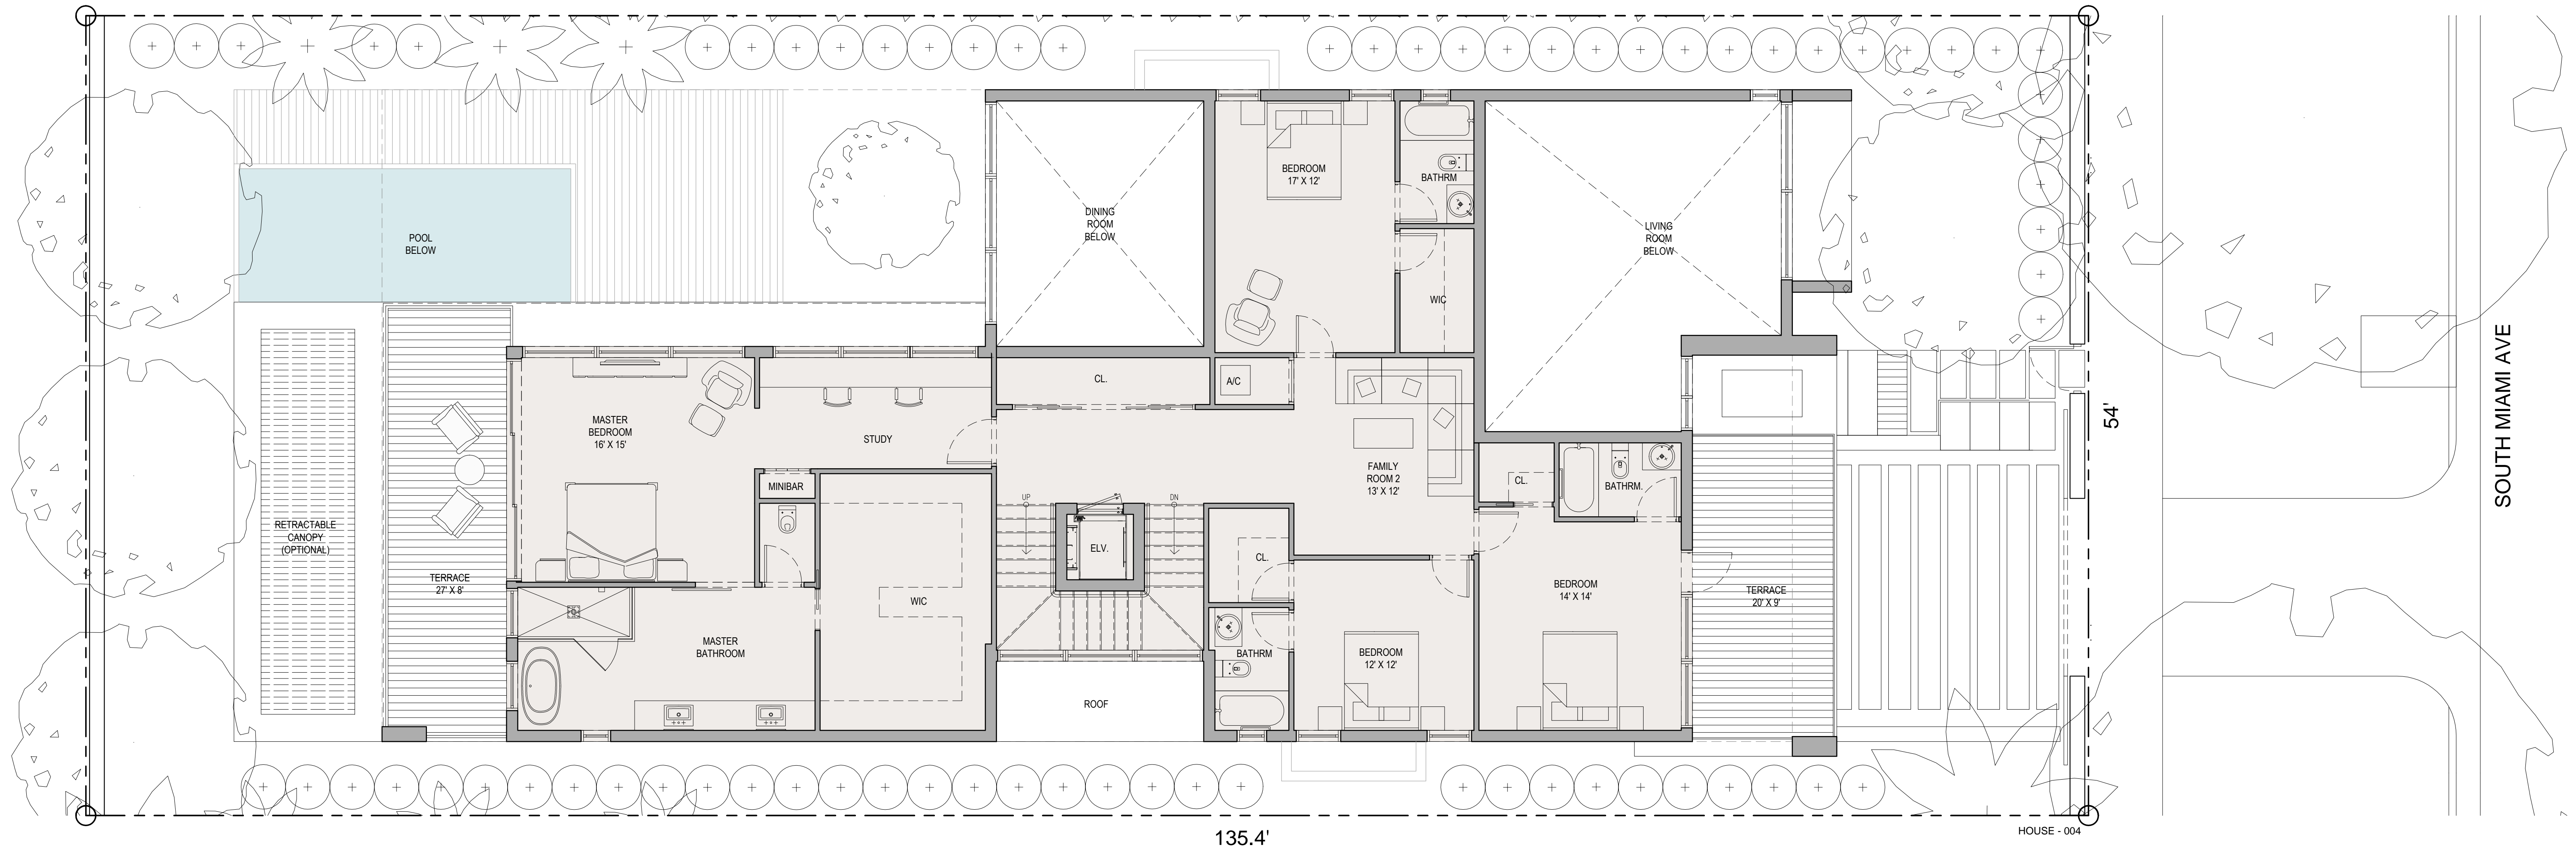 BEDROOM
17' X 12'
BATHRM
DINING
ROOM
BELOW
LIVING
ROOM
BELOW
POOL
BELOW
WIC
CL.
A/C
MASTER
BEDROOM
16' X 15'
STUDY
FAMILY
ROOM 2
13' X 12'
MINIBAR
CL.
BATHRM.
UP
DN
RETRACTABLE
CANOPY
(OPTIONAL)
ELV.
CL.
TERRACE
27' X 8'
BEDROOM
14' X 14'
TERRACE
20' X 9'
WIC
MASTER
BATHROOM
BATHRM
BEDROOM
12' X 12'
ROOF
SOUTH MIAMI AVE
54'
135.4'
HOUSE - 004